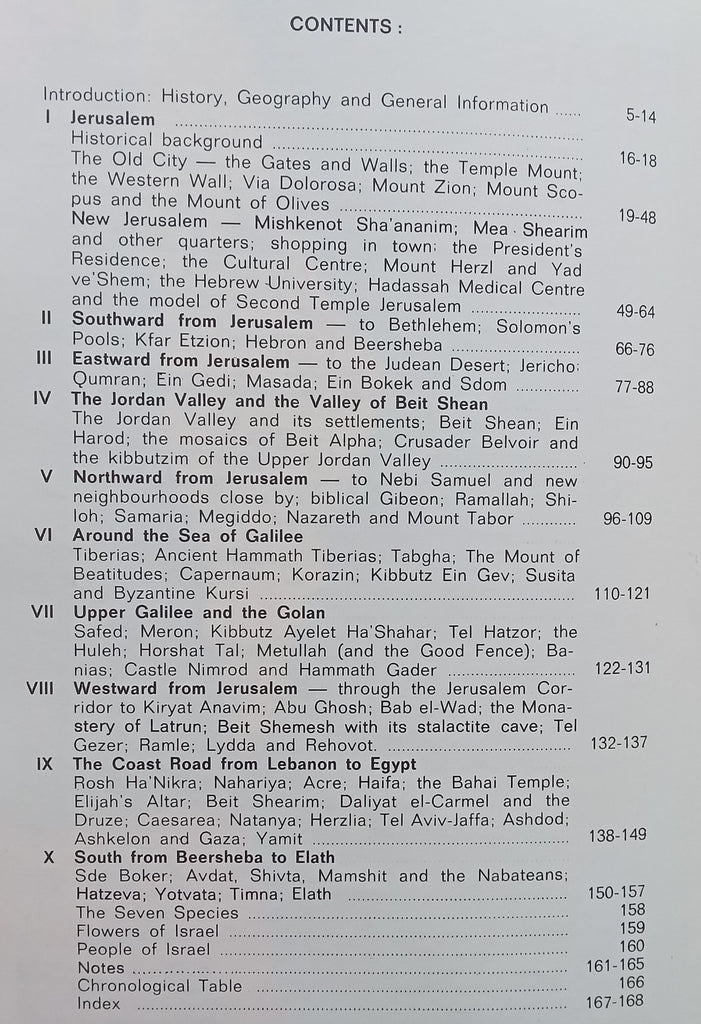 CONTENTS :
Introduction: History, Geography and General Information ...... 5-14
I Jerusalem ......
Historical background ...... 16-18
The Old City — the Gates and Walls; the Temple Mount;
the Western Wall; Via Dolorosa; Mount Zion; Mount Sco-
pus and the Mount of Olives ...... 19-48
New Jerusalem — Mishkenot Sha'ananim; Mea Shearim
and other quarters; shopping in town; the President's
Residence; the Cultural Centre; Mount Herzl and Yad
ve'Shem; the Hebrew University; Hadassah Medical Centre
and the model of Second Temple Jerusalem ...... 49-64
II Southward from Jerusalem — to Bethlehem; Solomon's
Pools; Kfar Etzion; Hebron and Beersheba ...... 66-76
III Eastward from Jerusalem — to the Judean Desert; Jericho;
Qumran; Ein Gedi; Masada; Ein Bokek and Sdom ...... 77-88
IV The Jordan Valley and the Valley of Beit Shean
The Jordan Valley and its settlements; Beit Shean; Ein
Harod; the mosaics of Beit Alpha; Crusader Belvoir and
the kibbutzim of the Upper Jordan Valley ...... 90-95
V Northward from Jerusalem — to Nebi Samuel and new
neighbourhoods close by; biblical Gibeon; Ramallah; Shi-
loh; Samaria; Megiddo; Nazareth and Mount Tabor ...... 96-109
VI Around the Sea of Galilee
Tiberias; Ancient Hammath Tiberias; Tabgha; The Mount of
Beatitudes; Capernaum; Korazin; Kibbutz Ein Gev; Susita
and Byzantine Kursi ...... 110-121
VII Upper Galilee and the Golan
Safed; Meron; Kibbutz Ayelet Ha'Shahar; Tel Hatzor; the
Huleh; Horshat Tal; Metullah (and the Good Fence); Ba-
nias; Castle Nimrod and Hammath Gader ...... 122-131
VIII Westward from Jerusalem — through the Jerusalem Cor-
ridor to Kiryat Anavim; Abu Ghosh; Bab el-Wad; the Mona-
stery of Latrun; Beit Shemesh with its stalactite cave; Tel
Gezer; Ramle; Lydda and Rehovot. ...... 132-137
IX The Coast Road from Lebanon to Egypt
Rosh Ha'Nikra; Nahariya; Acre; Haifa; the Bahai Temple;
Elijah's Altar; Beit Shearim; Daliyat el-Carmel and the
Druze; Caesarea; Natanya; Herzlia; Tel Aviv-Jaffa; Ashdod;
Ashkelon and Gaza; Yamit ...... 138-149
X South from Beersheba to Elath
Sde Boker; Avdat, Shivta, Mamshit and the Nabateans;
Hatzeva; Yotvata; Timna; Elath ...... 150-157
The Seven Species ...... 158
Flowers of Israel ...... 159
People of Israel ...... 160
Notes ...... 161-165
Chronological Table ...... 166
Index ...... 167-168